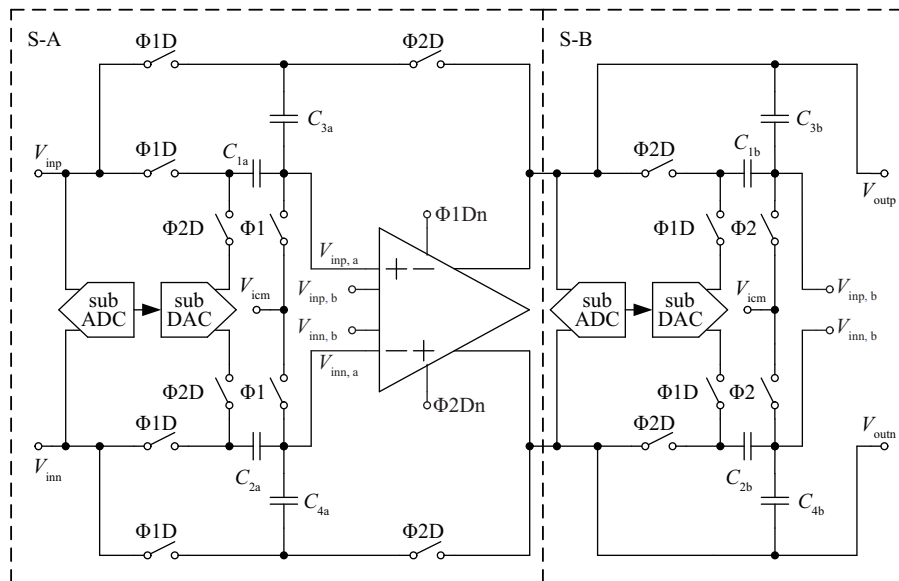 S-A
Φ1D
Φ2D
S-B
C3a
C3b
Vinp
Φ1D
C1a
Φ2D
C1b
Voutp
Φ2D
Φ1
Φ1Dn
Φ1D
Φ2
Vinp, a
Vicm
Vinp, b
Vicm
Vinp, b
sub ADC
sub DAC
sub ADC
sub DAC
Vinn, b
Vinn, b
Vinn, a
Φ2D
Φ1
Φ2Dn
Φ1D
Φ2
Φ1D
Φ2D
Voutn
Vinn
C2a
C2b
C4a
C4b
Φ1D
Φ2D